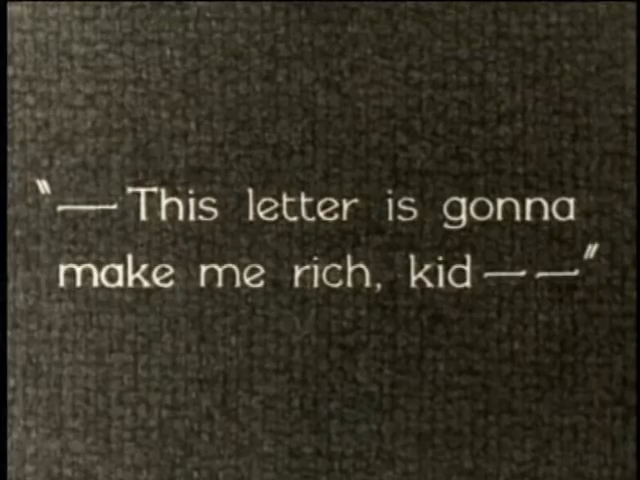 "— This letter is gonna
make me rich, kid — —"